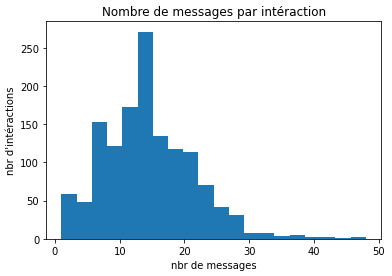 Nombre de messages par intéraction
nbr d'intéractions
250
200
150
100
50
0
0 10 20 30 40 50
nbr de messages